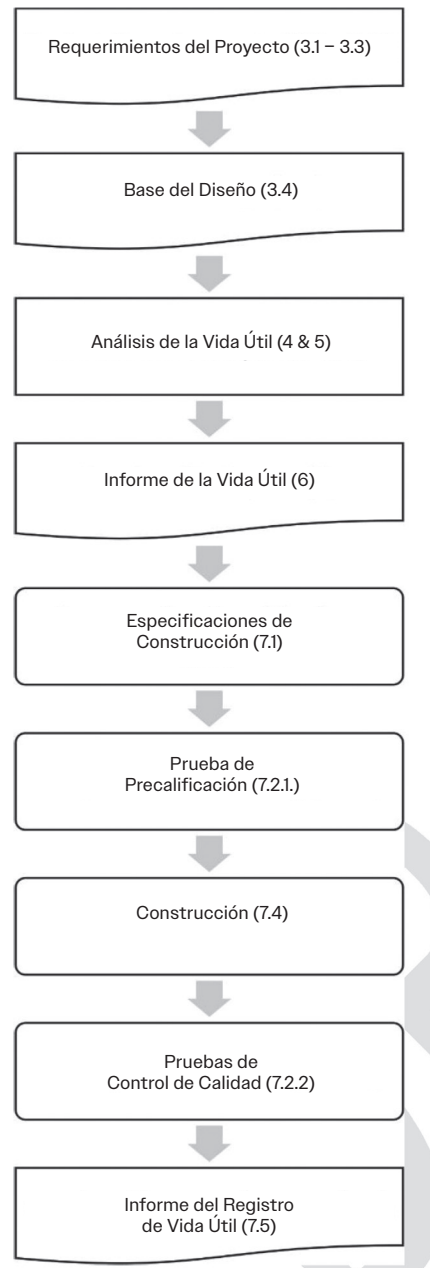 Requerimientos del Proyecto (3.1 – 3.3)
Base del Diseño (3.4)
Análisis de la Vida Útil (4 & 5)
Informe de la Vida Útil (6)
Especificaciones de
Construcción (7.1)
Prueba de
Precalificación (7.2.1.)
Construcción (7.4)
Pruebas de
Control de Calidad (7.2.2)
Informe del Registro
de Vida Útil (7.5)